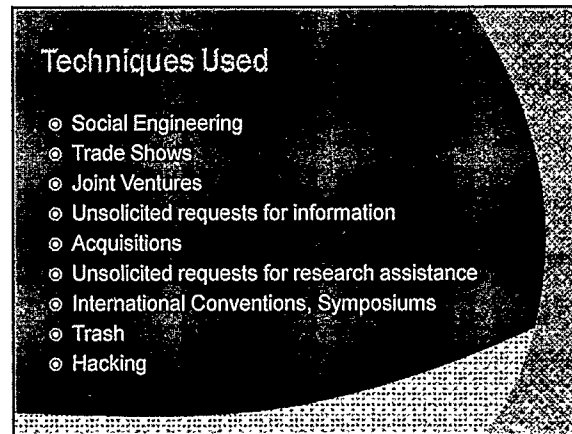 Techniques Used
◉ Social Engineering
◉ Trade Shows
◉ Joint Ventures
◉ Unsolicited requests for information
◉ Acquisitions
◉ Unsolicited requests for research assistance
◉ International Conventions, Symposiums
◉ Trash
◉ Hacking